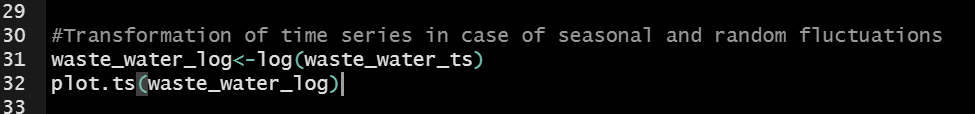 29
30 #Transformation of time series in case of seasonal and random fluctuations
31 waste_water_log<-log(waste_water_ts)
32 plot.ts(waste_water_log)
33